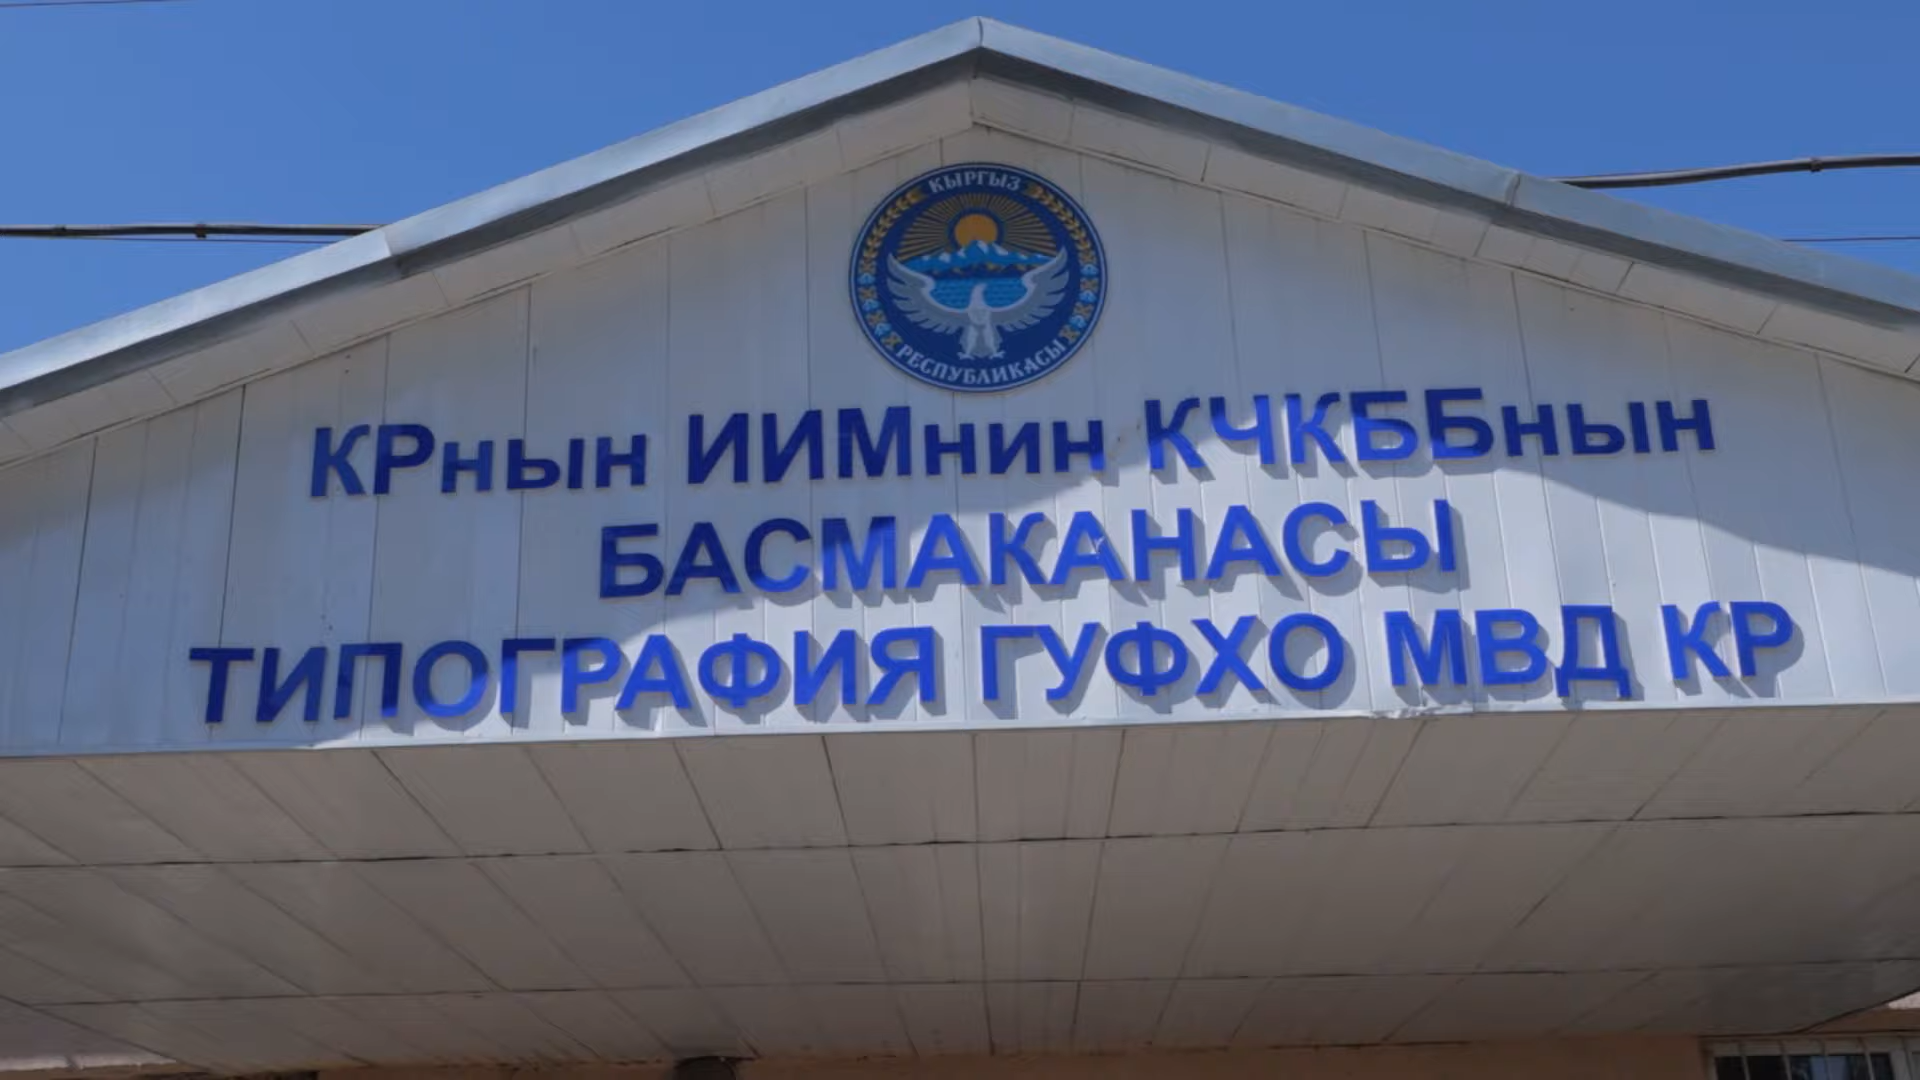 КЫРГЫЗ
РЕСПУБЛИКАСЫ
КРнын ИИМнин КЧКББнын
БАСМАКАНАСЫ
ТИПОГРАФИЯ ГУФХО МВД КР